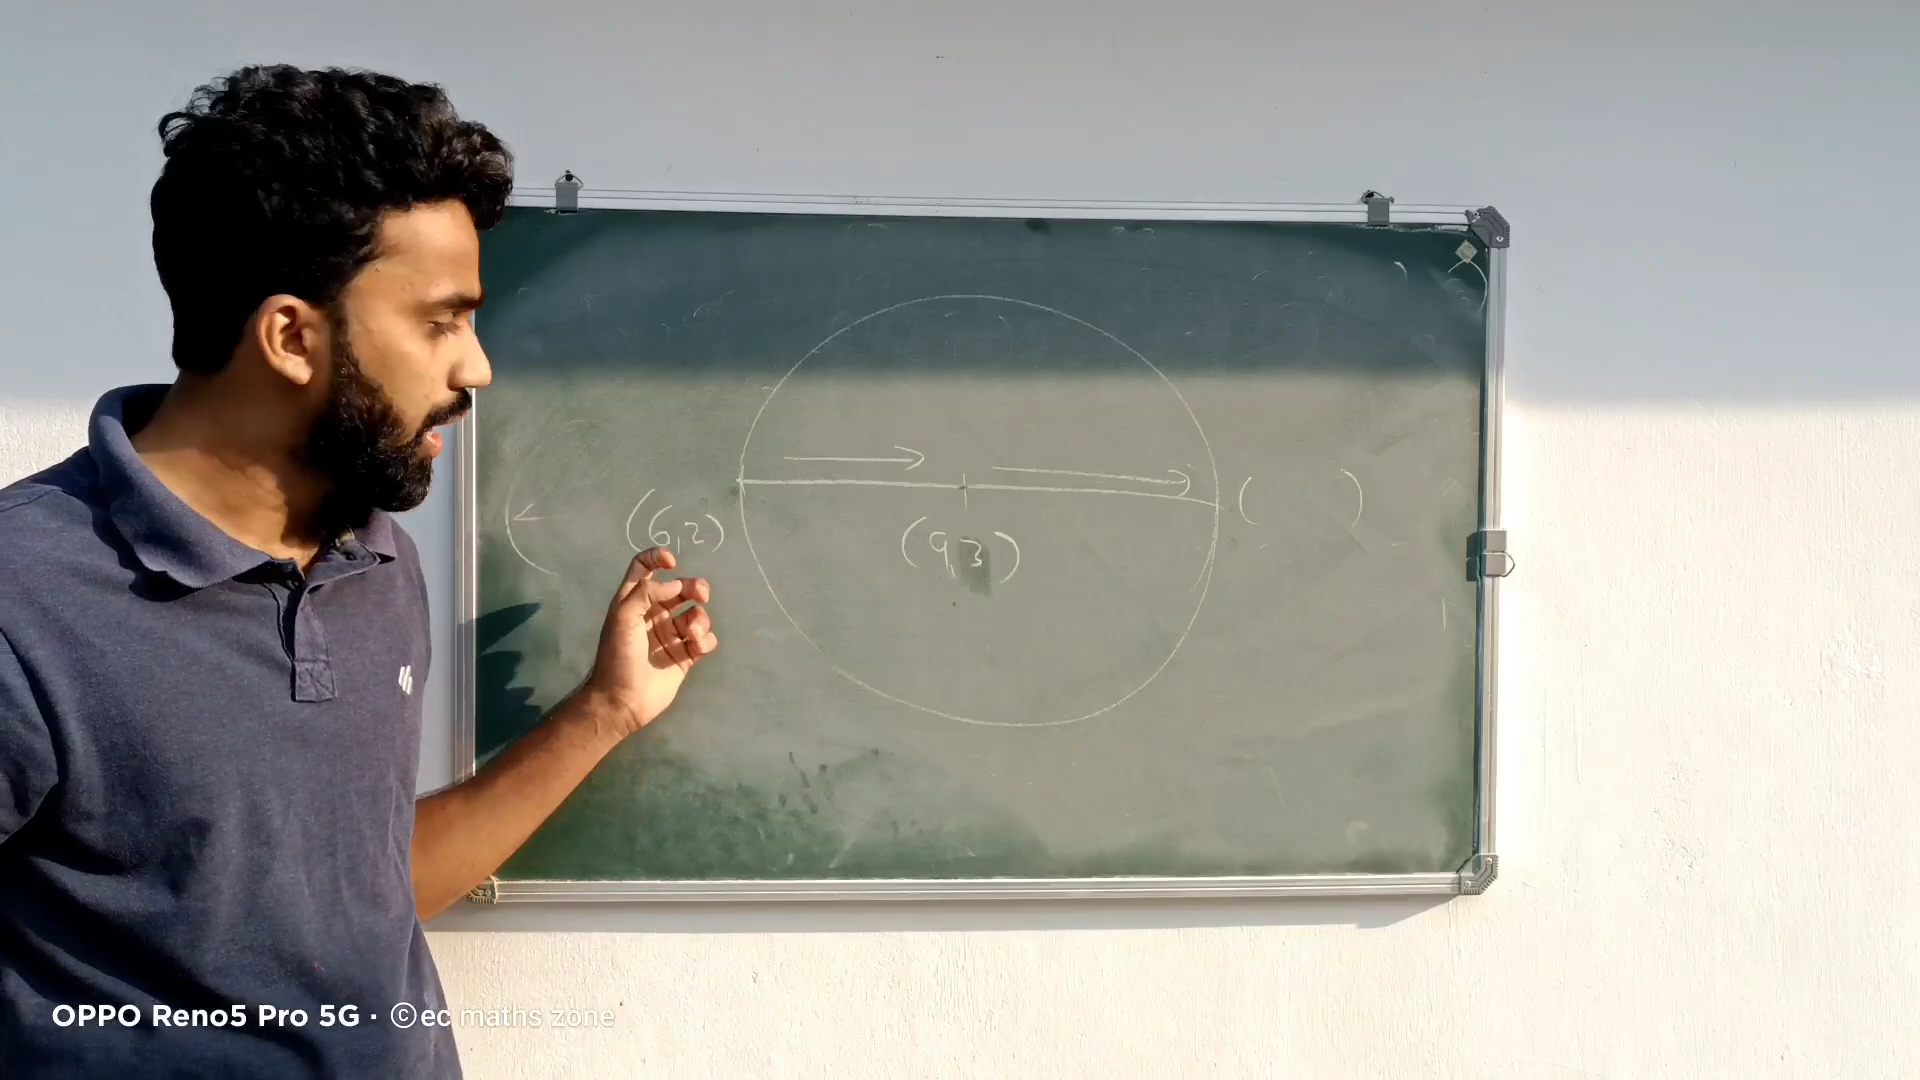 (6,2)
(9,3)
(    )
OPPO Reno5 Pro 5G · ©ec maths zone